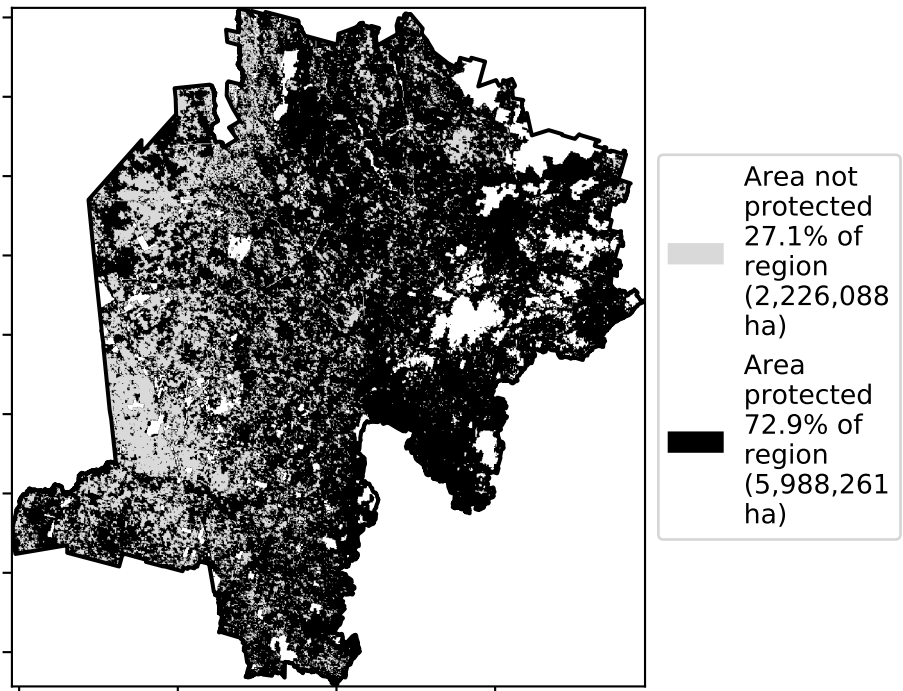 Area not
protected
27.1% of
region
(2,226,088
ha)
Area
protected
72.9% of
region
(5,988,261
ha)